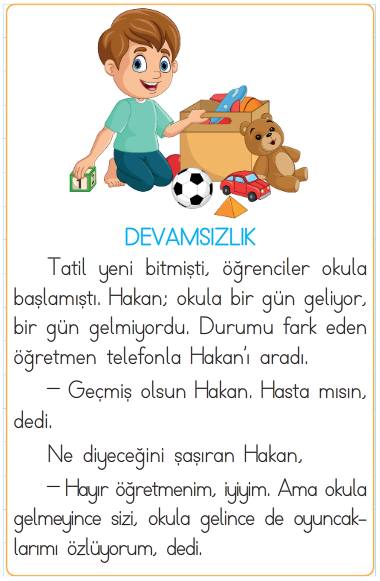 1
DEVAMSIZLIK
Tatil yeni bitmişti, öğrenciler okula
başlamıştı. Hakan; okula bir gün geliyor,
bir gün gelmiyordu. Durumu fark eden
öğretmen telefonla Hakan’ı aradı.
– Geçmiş olsun Hakan. Hasta mısın,
dedi.
Ne diyeceğini şaşıran Hakan,
– Hayır öğretmenim, iyiyim. Ama okula
gelmeyince sizi, okula gelince de oyuncak-
larımı özlüyorum, dedi.